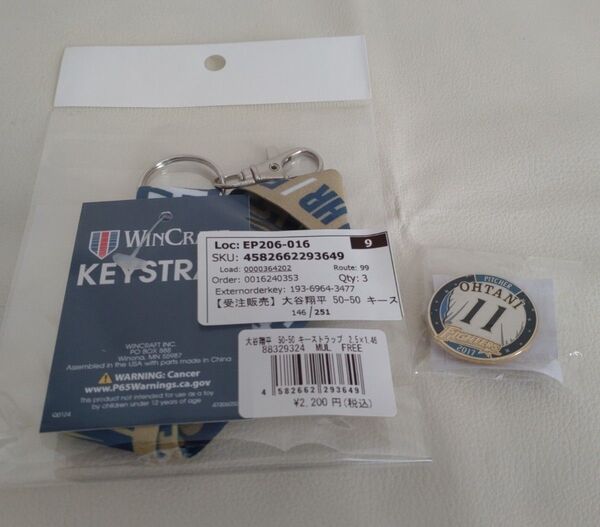 HR
WINCRAFT
KEYSTRA
Loc: EP206-016
9
SKU: 4582662293649
Load: 0000364202
Route: 99
Order: 0016240353
Qty: 3
Externorderkey: 193-6964-3477
【受注販売】 大谷翔平 50-50 キース
146 / 251
WINCRAFT INC.
PO BOX 888
Winona, MN 55987
Assembled in the USA with parts made in China
WARNING: Cancer
www.P65Warnings.ca.gov
This product not intended for use as a toy
by children under 12 years of age
大谷翔平 50-50 キーストラップ 2.5×1.46
88329324 MUL FREE
4 582662 293649
￥2,200 円(税込)
PITCHER
OHTANI
11
FIGHTERS
2017